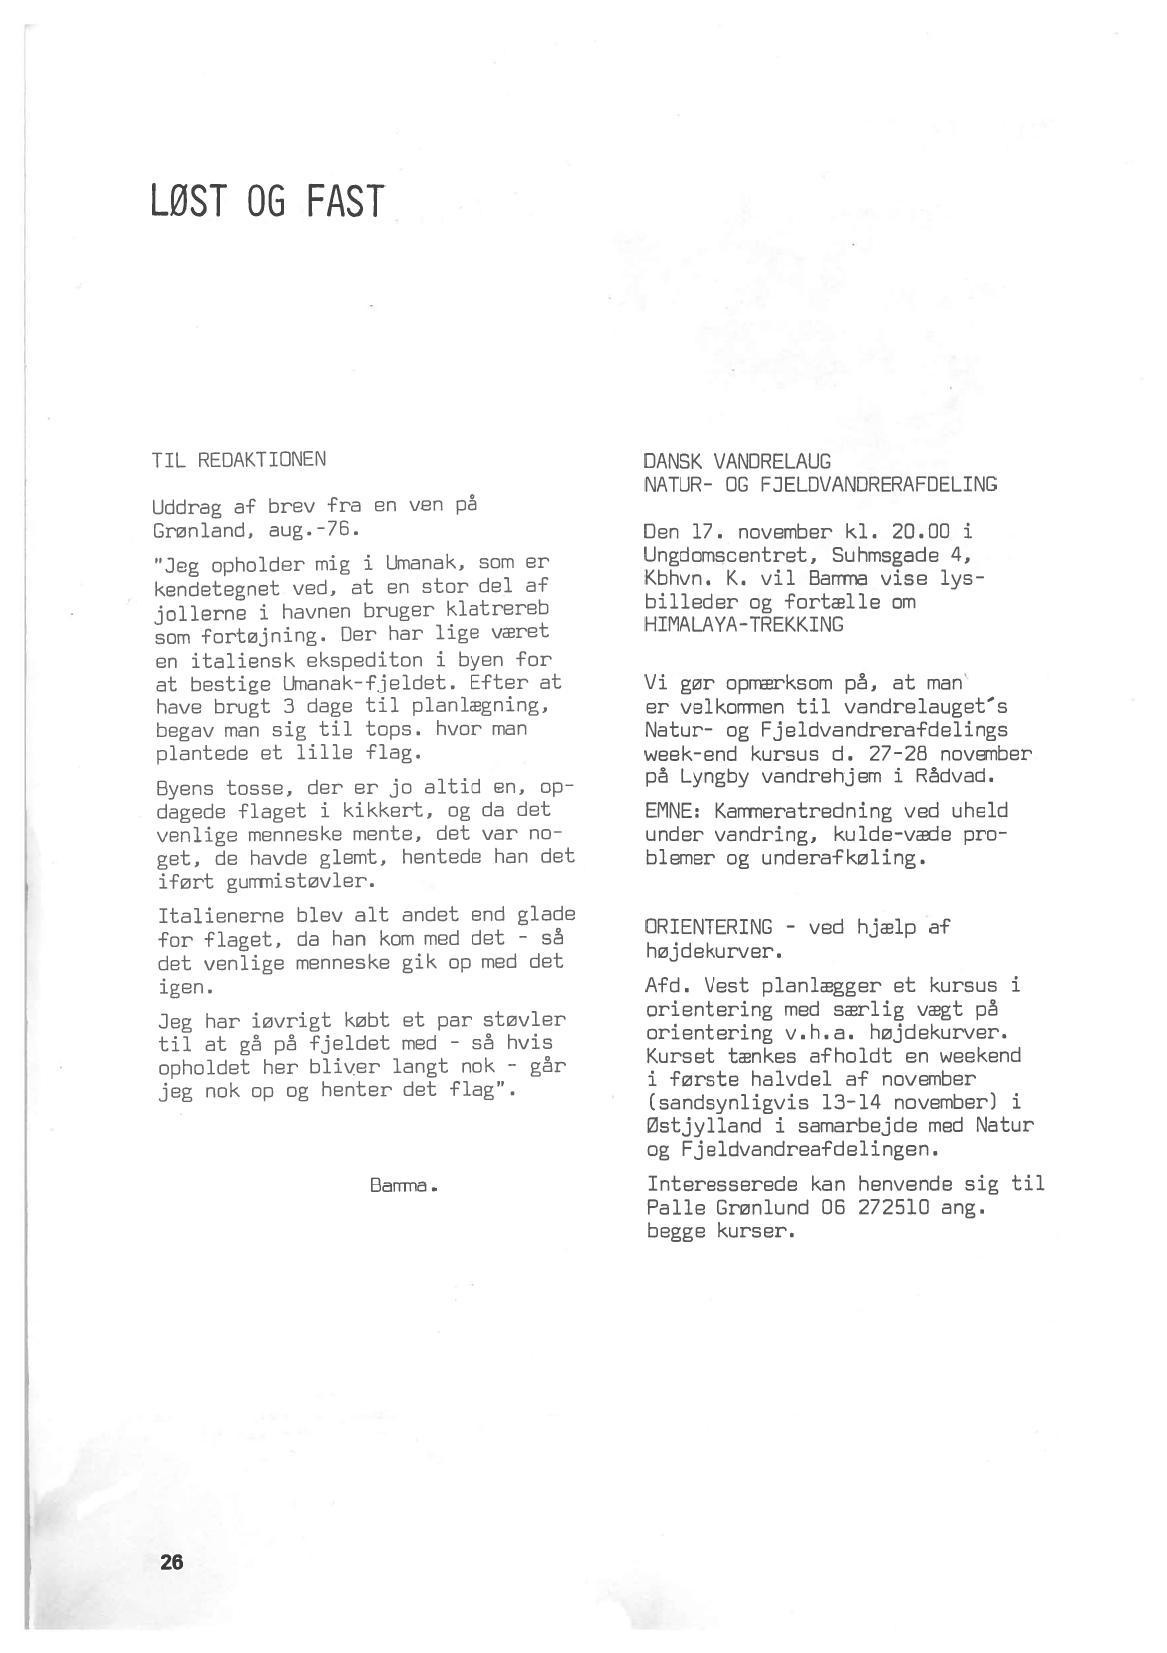 LØST OG FAST
TIL REDAKTIONEN
Uddrag af brev fra en ven på
Grønland, aug.-76.
"Jeg opholder mig i Umanak, som er
kendetegnet ved, at en stor del af
jollerne i havnen bruger klatrereb
som fortøjning. Der har lige været
en italiensk ekspediton i byen for
at bestige Umanak-fjeldet. Efter at
have brugt 3 dage til planlægning,
begav man sig til tops. hvor man
plantede et lille flag.
Byens tosse, der er jo altid en, op-
dagede flaget i kikkert, og da det
venlige menneske mente, det var no-
get, de havde glemt, hentede han det
iført gummistøvler.
Italienerne blev alt andet end glade
for flaget, da han kom med det - så
det venlige menneske gik op med det
igen.
Jeg har iøvrigt købt et par støvler
til at gå på fjeldet med - så hvis
opholdet her bliver langt nok - går
jeg nok op og henter det flag".
Bamma.
DANSK VANDRELAUG
NATUR- OG FJELDVANDRERAFDELING
Den 17. november kl. 20.00 i
Ungdomscentret, Suhmsgade 4,
Kbhvn. K. vil Bamma vise lys-
billeder og fortælle om
HIMALAYA-TREKKING
Vi gør opmærksom på, at man
er velkommen til vandrelauget's
Natur- og Fjeldvandrerafdelings
week-end kursus d. 27-28 november
på Lyngby vandrehjem i Rådvad.
EMNE: Kammeratredning ved uheld
under vandring, kulde-væde pro-
blemer og underafkøling.
ORIENTERING - ved hjælp af
højdekurver.
Afd. Vest planlægger et kursus i
orientering med særlig vægt på
orientering v.h.a. højdekurver.
Kurset tænkes afholdt en weekend
i første halvdel af november
(sandsynligvis 13-14 november) i
Østjylland i samarbejde med Natur
og Fjeldvandreafdelingen.
Interesserede kan henvende sig til
Palle Grønlund 06 272510 ang.
begge kurser.
26